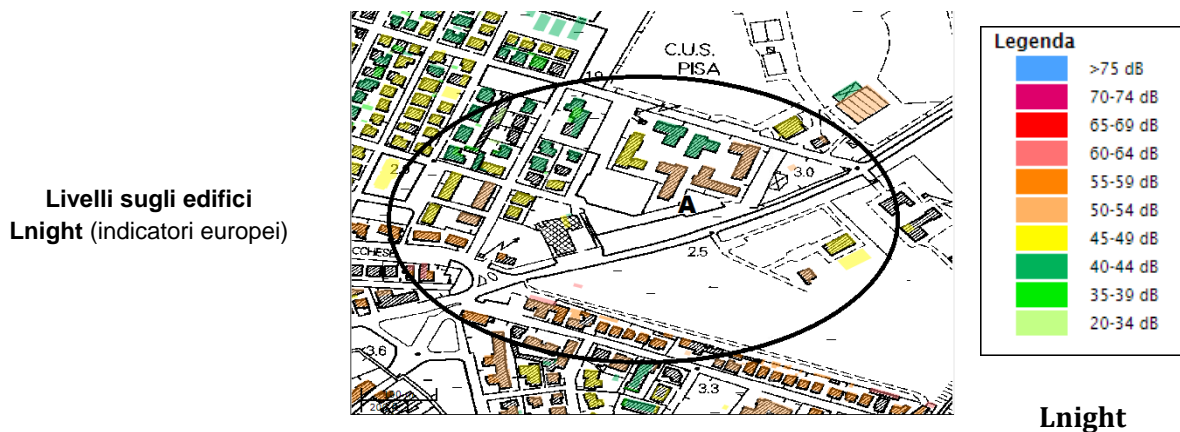 Livelli sugli edifici
Lnight (indicatori europei)
C.U.S.
PISA
3.0
A
2.5
CCHESE
3.6
3.3
Legenda
>75 dB
70-74 dB
65-69 dB
60-64 dB
55-59 dB
50-54 dB
45-49 dB
40-44 dB
35-39 dB
20-34 dB
Lnight